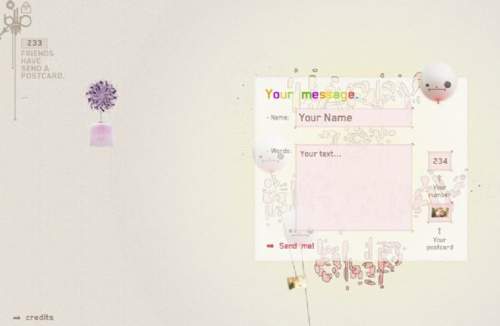 233
FRIENDS
HAVE
SEND A
POSTCARD.
Your message.
- Name:
Your Name
- Words:
Your text...
234
Your
number
Your
postcard
➡ Send me!
➡ credits